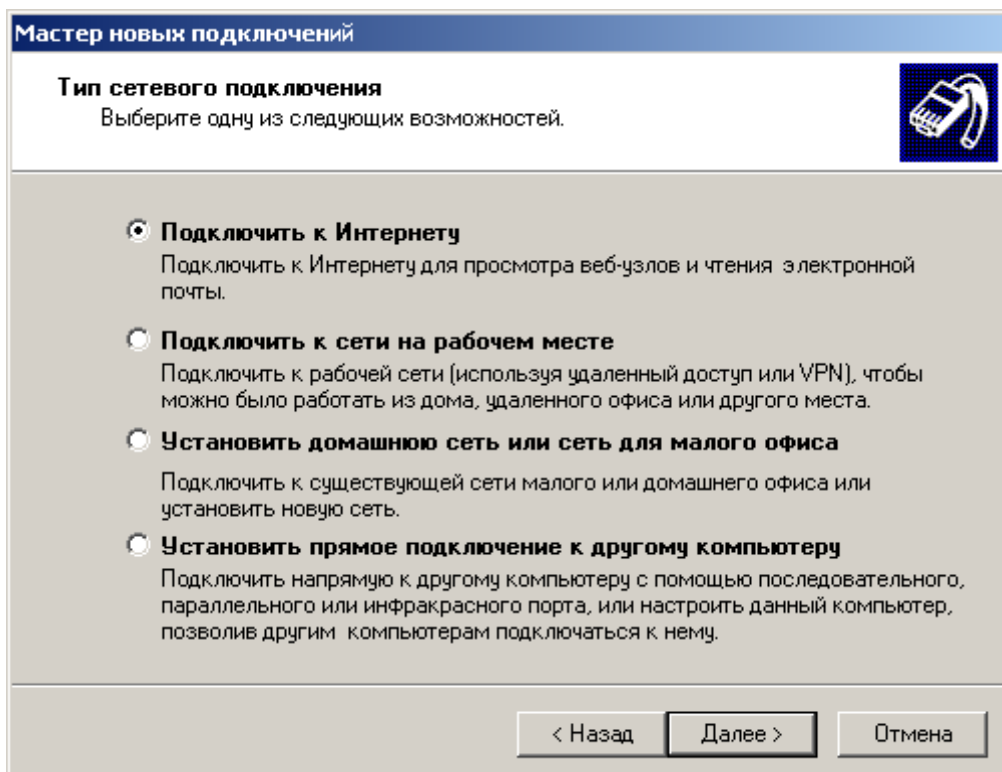 Мастер новых подключений
Тип сетевого подключения
Выберите одну из следующих возможностей.
Подключить к Интернету
Подключить к Интернету для просмотра веб-узлов и чтения электронной
почты.
Подключить к сети на рабочем месте
Подключить к рабочей сети (используя удаленный доступ или VPN), чтобы
можно было работать из дома, удаленного офиса или другого места.
Установить домашнюю сеть или сеть для малого офиса
Подключить к существующей сети малого или домашнего офиса или
установить новую сеть.
Установить прямое подключение к другому компьютеру
Подключить напрямую к другому компьютеру с помощью последовательного,
параллельного или инфракрасного порта, или настроить данный компьютер,
позволив другим компьютерам подключаться к нему.
< Назад Далее > Отмена